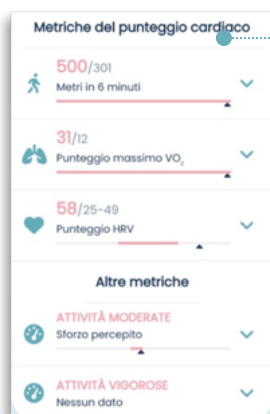 Metriche del punteggio cardiaco
500/301
Metri in 6 minuti
31/12
Punteggio massimo VO₂
58/25-49
Punteggio HRV
Altre metriche
ATTIVITÀ MODERATE
Sforzo percepito
ATTIVITÀ VIGOROSE
Nessun dato